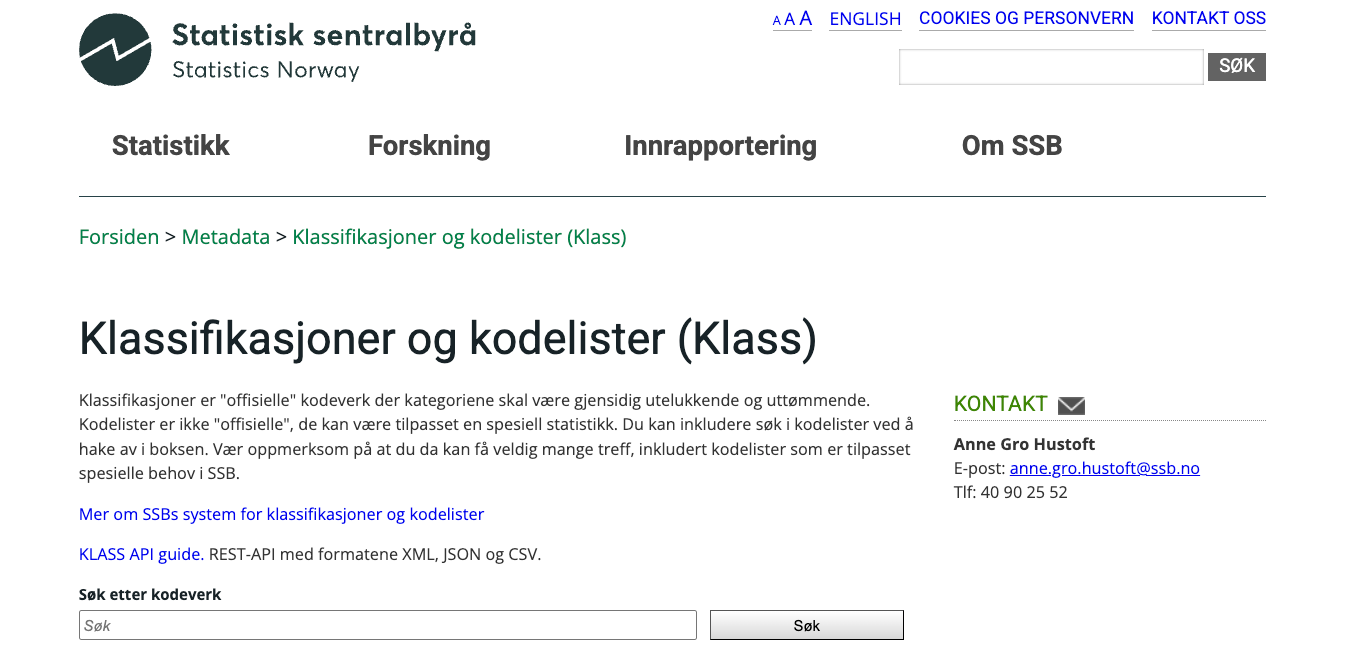 Statistisk sentralbyrå
Statistics Norway
A A A ENGLISH COOKIES OG PERSONVERN KONTAKT OSS
SØK
Statistikk Forskning Innrapportering Om SSB
Forsiden > Metadata > Klassifikasjoner og kodelister (Klass)
Klassifikasjoner og kodelister (Klass)
Klassifikasjoner er "offisielle" kodeverk der kategoriene skal være gjensidig utelukkende og uttømmende.
Kodelister er ikke "offisielle", de kan være tilpasset en spesiell statistikk. Du kan inkludere søk i kodelister ved å
hake av i boksen. Vær oppmerksom på at du da kan få veldig mange treff, inkludert kodelister som er tilpasset
spesielle behov i SSB.
Mer om SSBs system for klassifikasjoner og kodelister
KLASS API guide. REST-API med formatene XML, JSON og CSV.
Søk etter kodeverk
Søk Søk
KONTAKT
Anne Gro Hustoft
E-post: anne.gro.hustoft@ssb.no
Tlf: 40 90 25 52